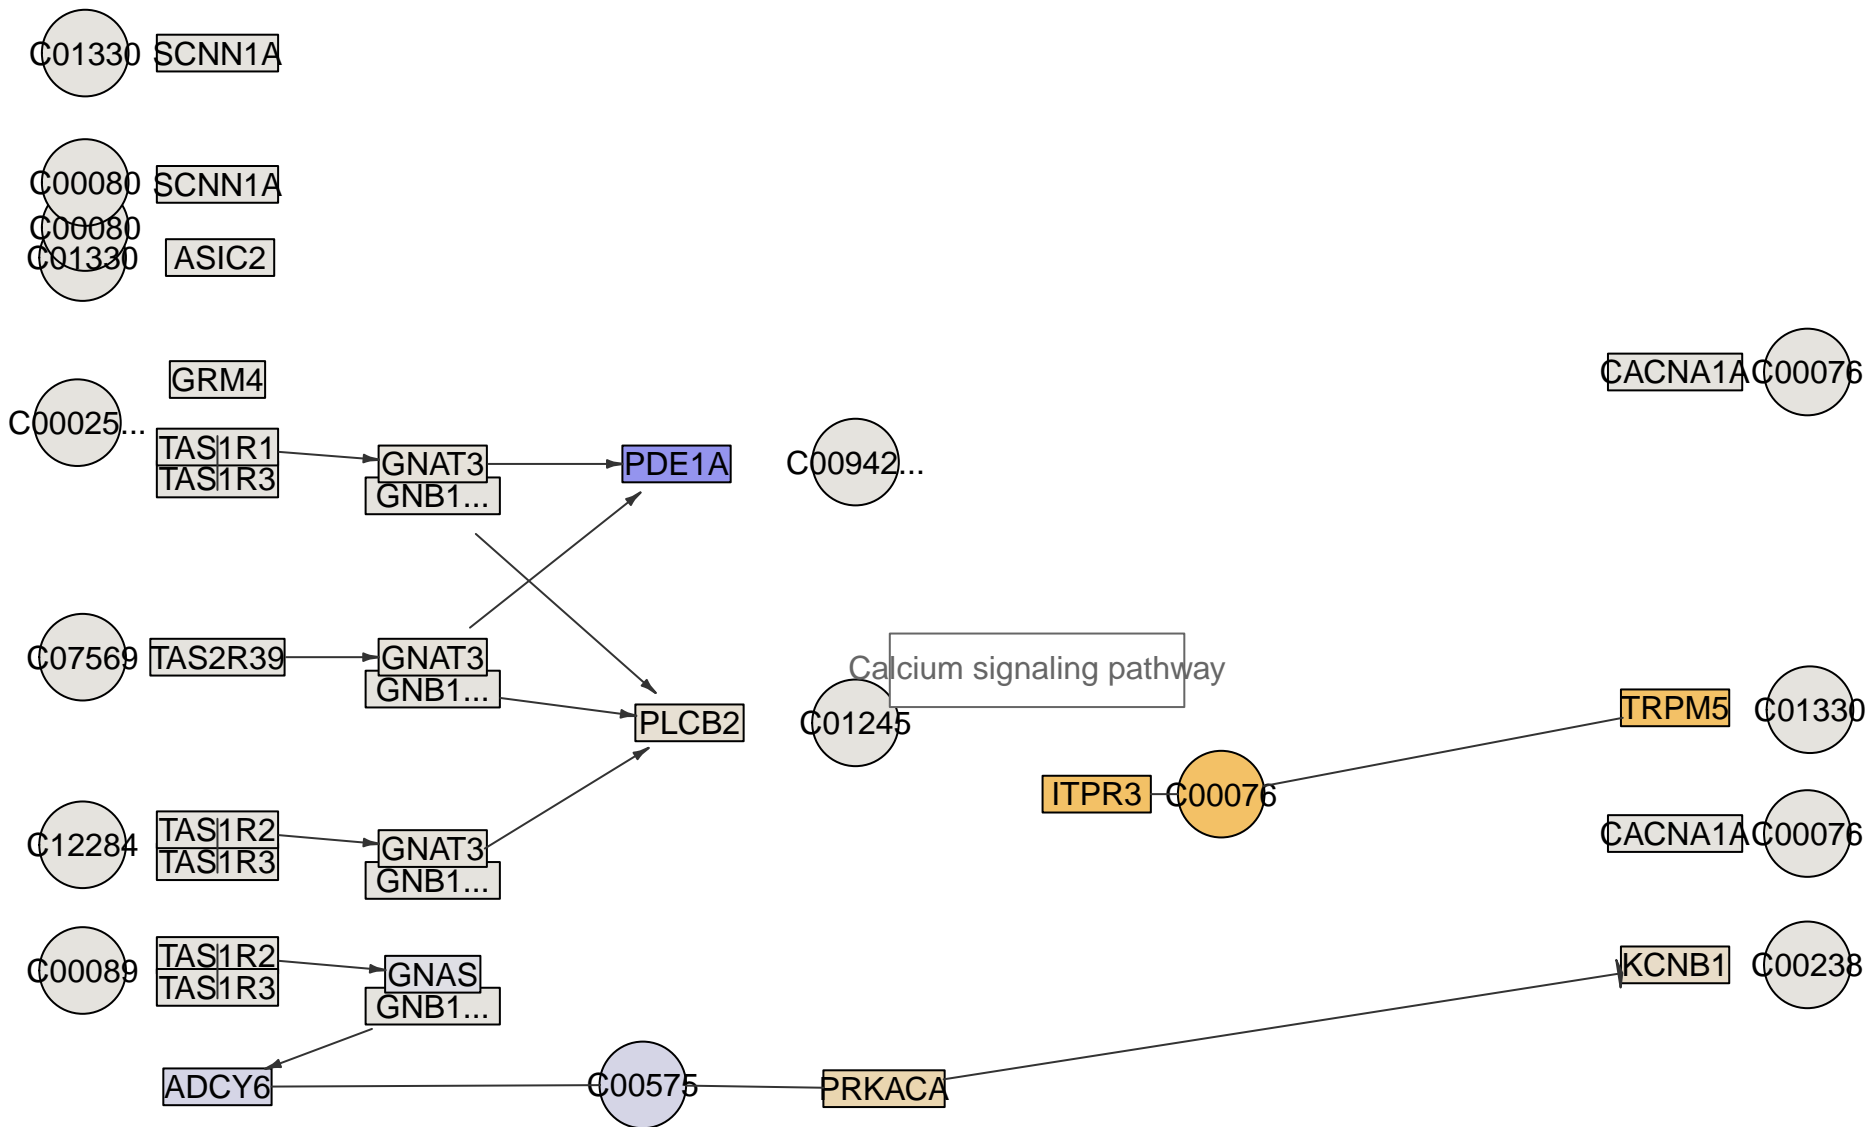 C01330 SCNN1A
C00080 SCNN1A
C00080
C01330 ASIC2
GRM4
CACNA1A C00076
C00025...
TAS1R1
GNAT3 PDE1A C00942...
TAS1R3
GNB1...
C07569 TAS2R39 GNAT3
Calcium signaling pathway
GNB1...
PLCB2 C01245
TRPM5 C01330
ITPR3 C00076
TAS1R2
CACNA1A C00076
C12284
GNAT3
TAS1R3
GNB1...
TAS1R2
KCNB1 C00238
C00089
GNAS
TAS1R3
GNB1...
ADCY6 C00575 PRKACA